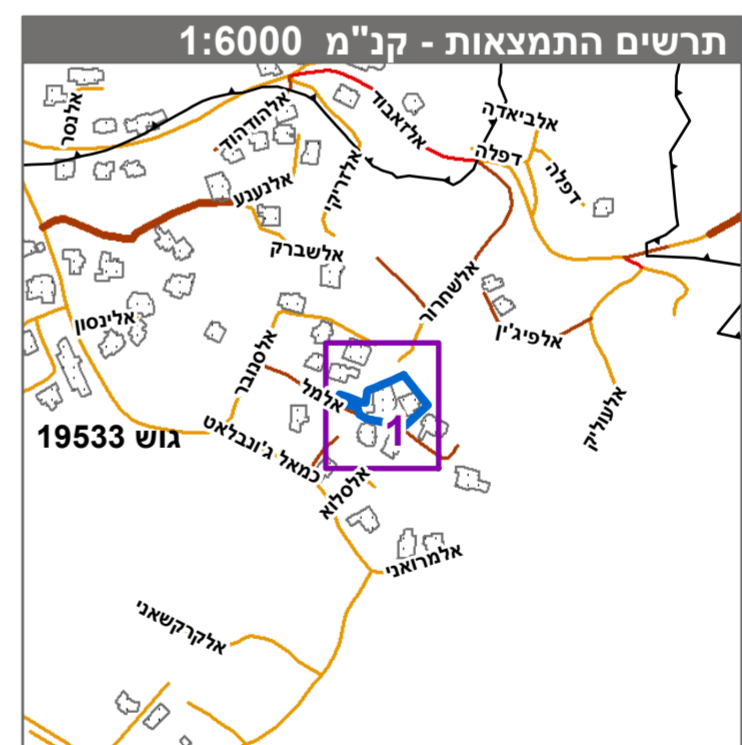 תרשים התמצאות - קנ"מ 1:6000
אלנסר
אלהודהוד
אלזאבוד
אלביאדה
דפלה
דפלה
אלנענע
אלזריקי
אלשברק
אלשחרור
אלינסון
אלפיג'ין
אלסנובר
אלמל
אלעוליק
1
גוש 19533
כמאל ג'ונבלאט
אלסלוא
אלמרואני
אלקרקשאני